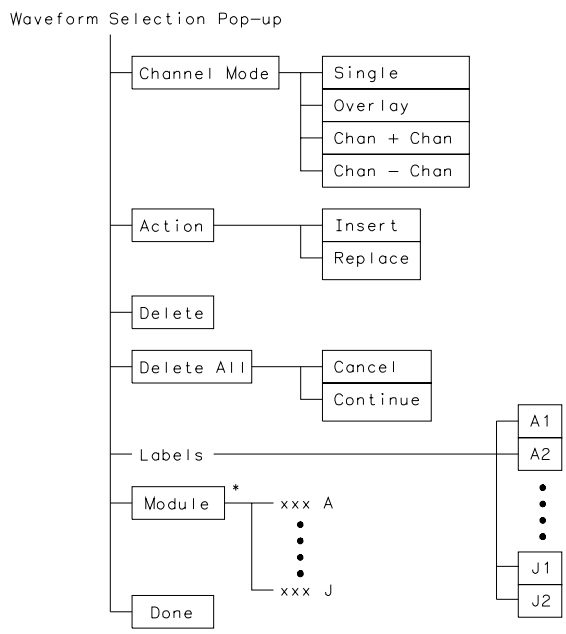 Waveform Selection Pop-up
Channel Mode
Single
Overlay
Chan + Chan
Chan - Chan
Action
Insert
Replace
Delete
Delete All
Cancel
Continue
Labels
A1
A2
J1
J2
Module *
xxx A
xxx J
Done